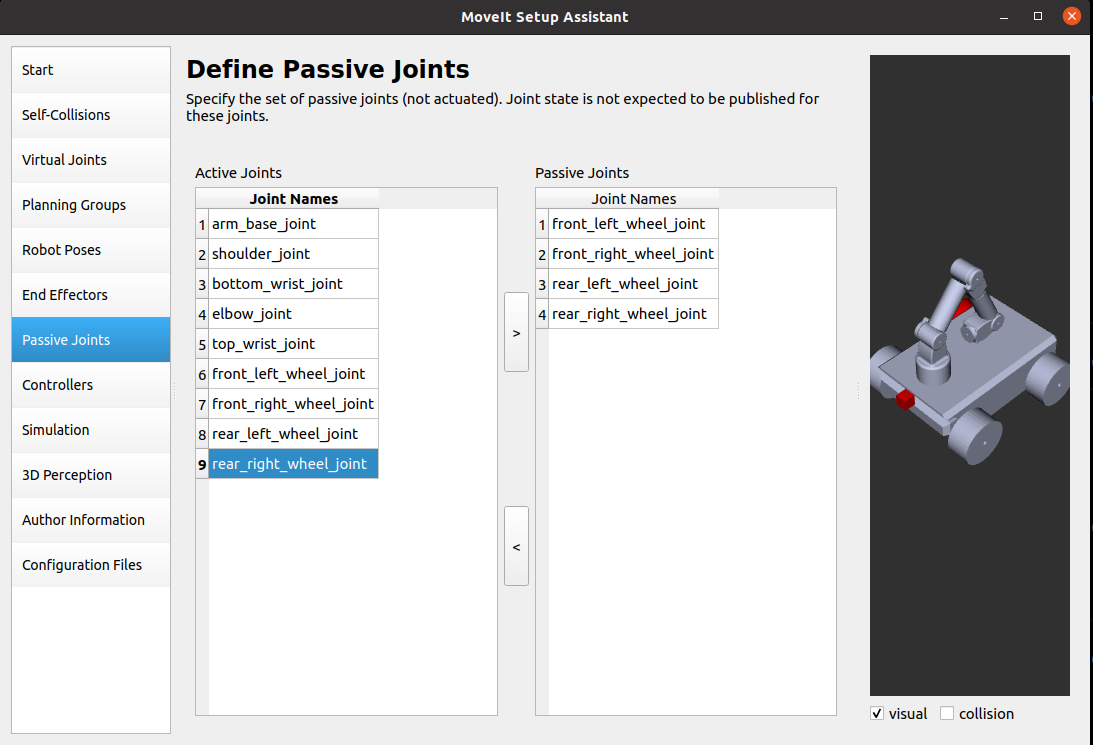 MoveIt Setup Assistant
Start
Self-Collisions
Virtual Joints
Planning Groups
Robot Poses
End Effectors
Passive Joints
Controllers
Simulation
3D Perception
Author Information
Configuration Files
Define Passive Joints
Specify the set of passive joints (not actuated). Joint state is not expected to be published for
these joints.
Active Joints
Joint Names
1 arm_base_joint
2 shoulder_joint
3 bottom_wrist_joint
4 elbow_joint
5 top_wrist_joint
6 front_left_wheel_joint
7 front_right_wheel_joint
8 rear_left_wheel_joint
9 rear_right_wheel_joint
>
<
Passive Joints
Joint Names
1 front_left_wheel_joint
2 front_right_wheel_joint
3 rear_left_wheel_joint
4 rear_right_wheel_joint
visual
collision